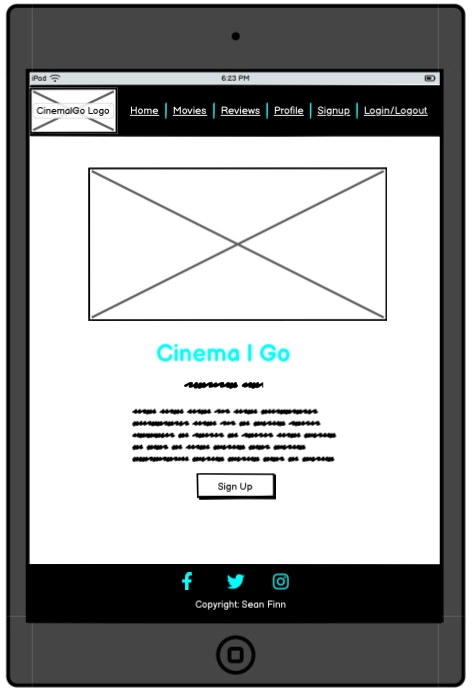 iPod 6:23 PM
CinemaIGo Logo Home Movies Reviews Profile Signup Login/Logout
Cinema I Go
Sign Up
Copyright: Sean Finn